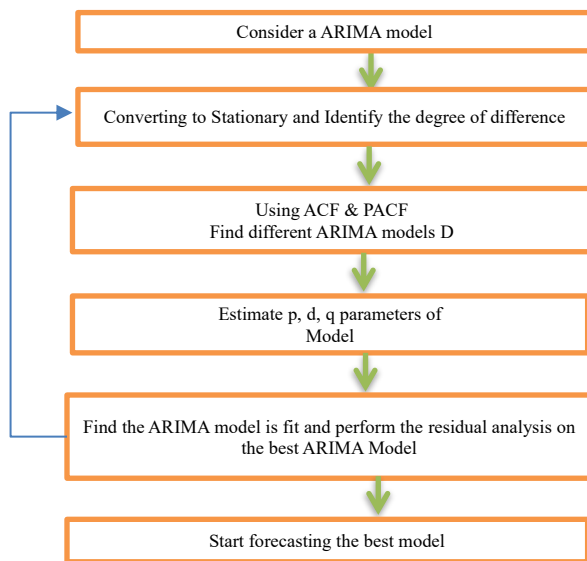 Consider a ARIMA model
Converting to Stationary and Identify the degree of difference
Using ACF & PACF
Find different ARIMA models D
Estimate p, d, q parameters of
Model
Find the ARIMA model is fit and perform the residual analysis on
the best ARIMA Model
Start forecasting the best model